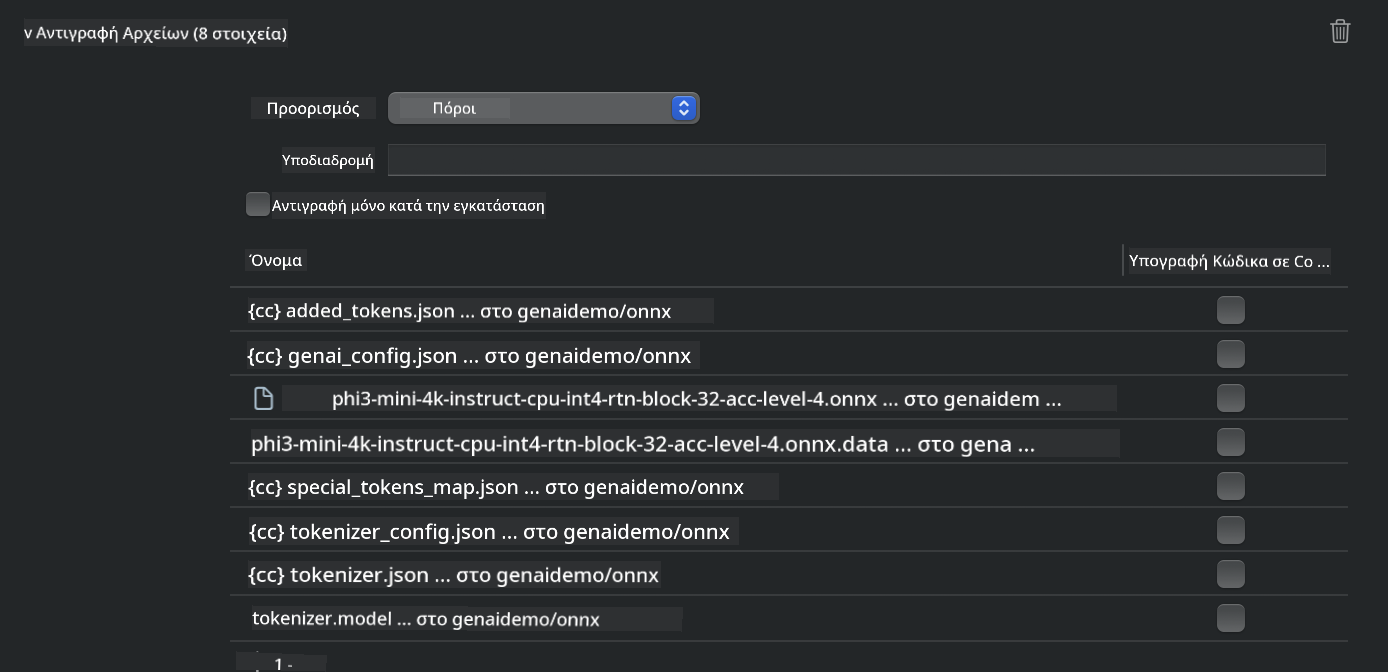 v Αντιγραφή Αρχείων (8 στοιχεία)
Προορισμός Πόροι
Υποδιαδρομή
Αντιγραφή μόνο κατά την εγκατάσταση
Όνομα Υπογραφή Κώδικα σε Co ...
{cc} added_tokens.json ... στο genaidemo/onnx
{cc} genai_config.json ... στο genaidemo/onnx
phi3-mini-4k-instruct-cpu-int4-rtn-block-32-acc-level-4.onnx ... στο genaidem ...
phi3-mini-4k-instruct-cpu-int4-rtn-block-32-acc-level-4.onnx.data ... στο gena ...
{cc} special_tokens_map.json ... στο genaidemo/onnx
{cc} tokenizer_config.json ... στο genaidemo/onnx
{cc} tokenizer.json ... στο genaidemo/onnx
tokenizer.model ... στο genaidemo/onnx
1 -